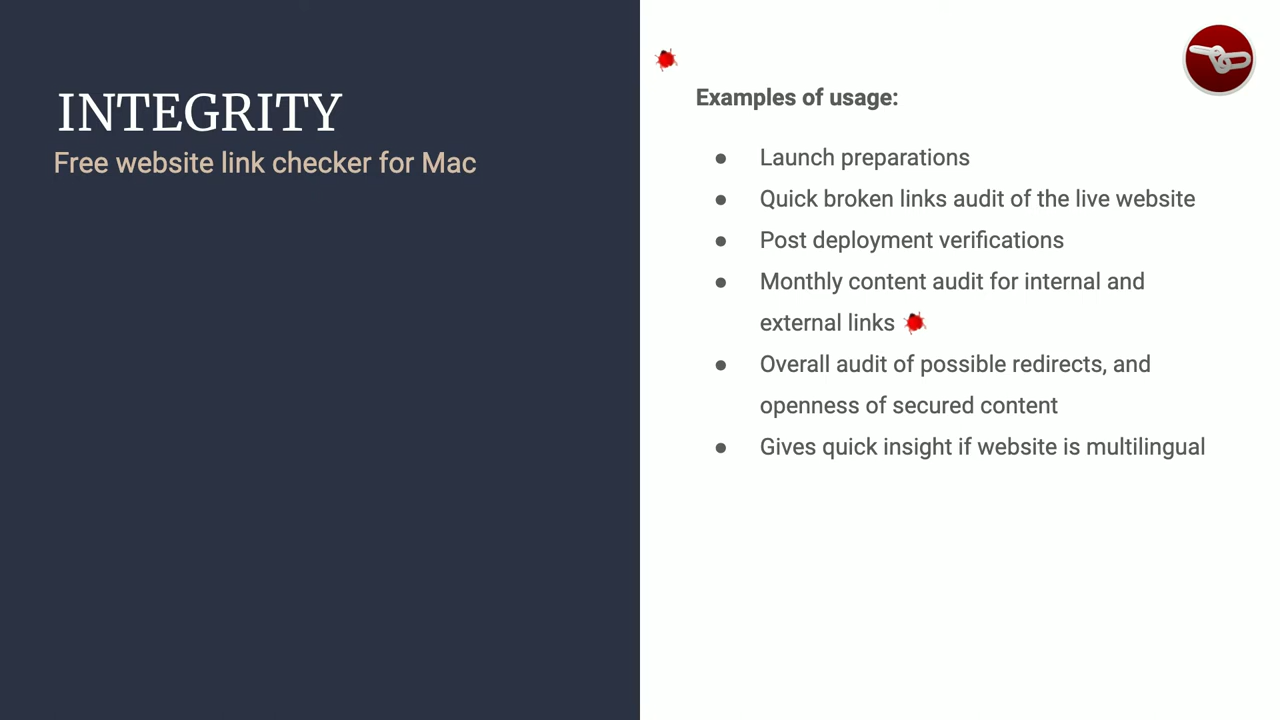 INTEGRITY
Free website link checker for Mac
Examples of usage:
● Launch preparations
● Quick broken links audit of the live website
● Post deployment verifications
● Monthly content audit for internal and
external links
● Overall audit of possible redirects, and
openness of secured content
● Gives quick insight if website is multilingual